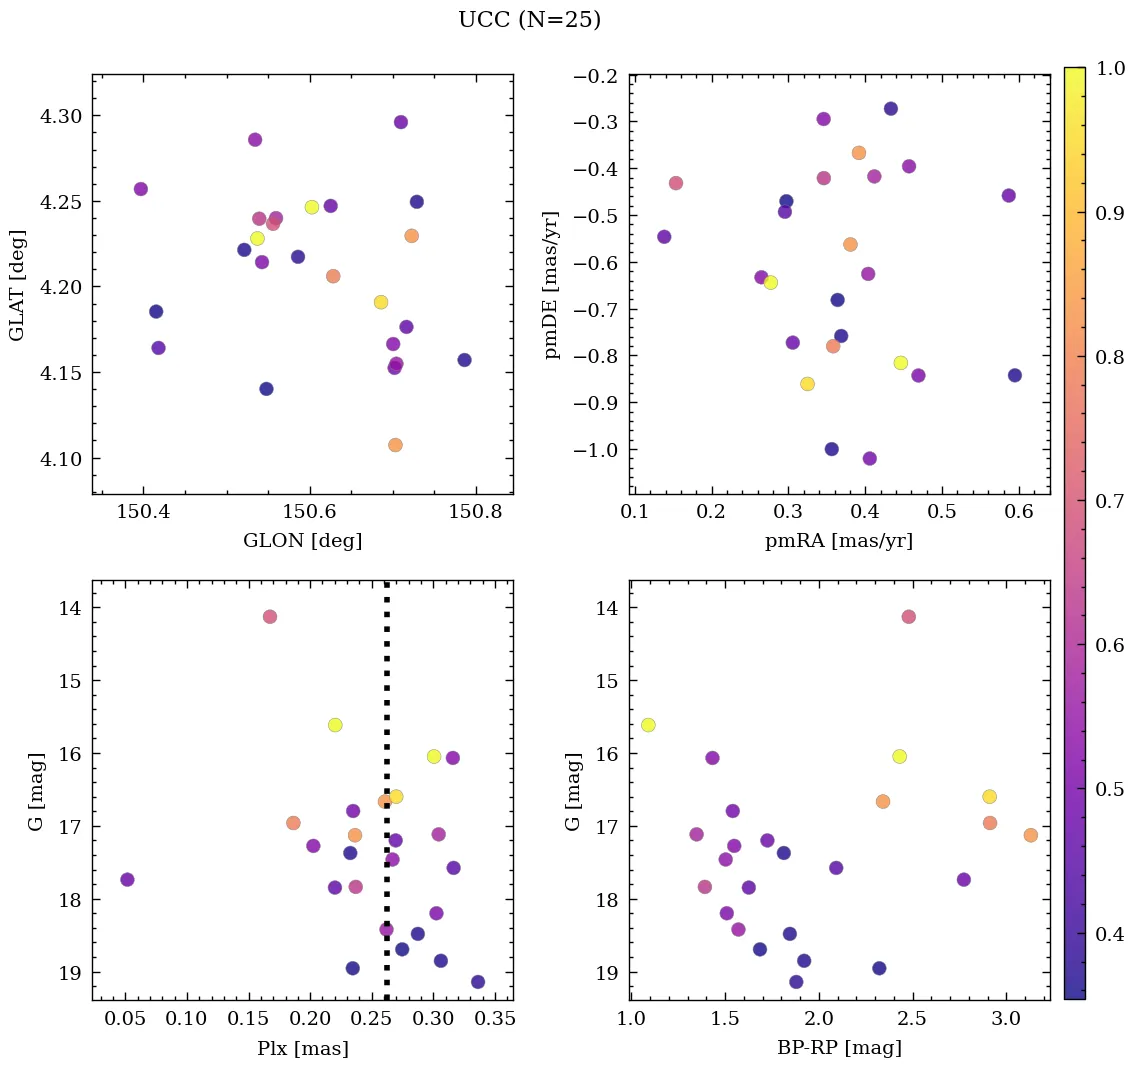 UCC (N=25)
4.30
4.25
4.20
4.15
4.10
GLAT [deg]
150.4 150.6 150.8
GLON [deg]
−0.2
−0.3
−0.4
−0.5
−0.6
−0.7
−0.8
−0.9
−1.0
pmDE [mas/yr]
0.1 0.2 0.3 0.4 0.5 0.6
pmRA [mas/yr]
14
15
16
17
18
19
G [mag]
0.05 0.10 0.15 0.20 0.25 0.30 0.35
Plx [mas]
14
15
16
17
18
19
G [mag]
1.0 1.5 2.0 2.5 3.0
BP-RP [mag]
1.0
0.9
0.8
0.7
0.6
0.5
0.4